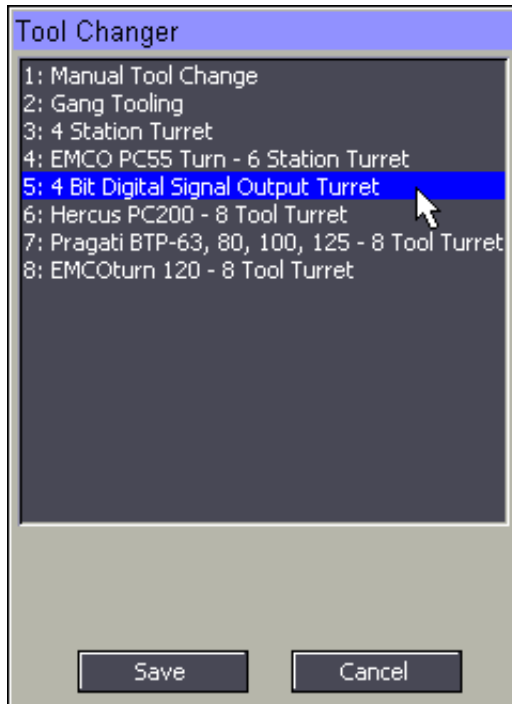 Tool Changer
1: Manual Tool Change
2: Gang Tooling
3: 4 Station Turret
4: EMCO PC55 Turn - 6 Station Turret
5: 4 Bit Digital Signal Output Turret
6: Hercus PC200 - 8 Tool Turret
7: Pragati BTP-63, 80, 100, 125 - 8 Tool Turret
8: EMCOturn 120 - 8 Tool Turret
Save
Cancel